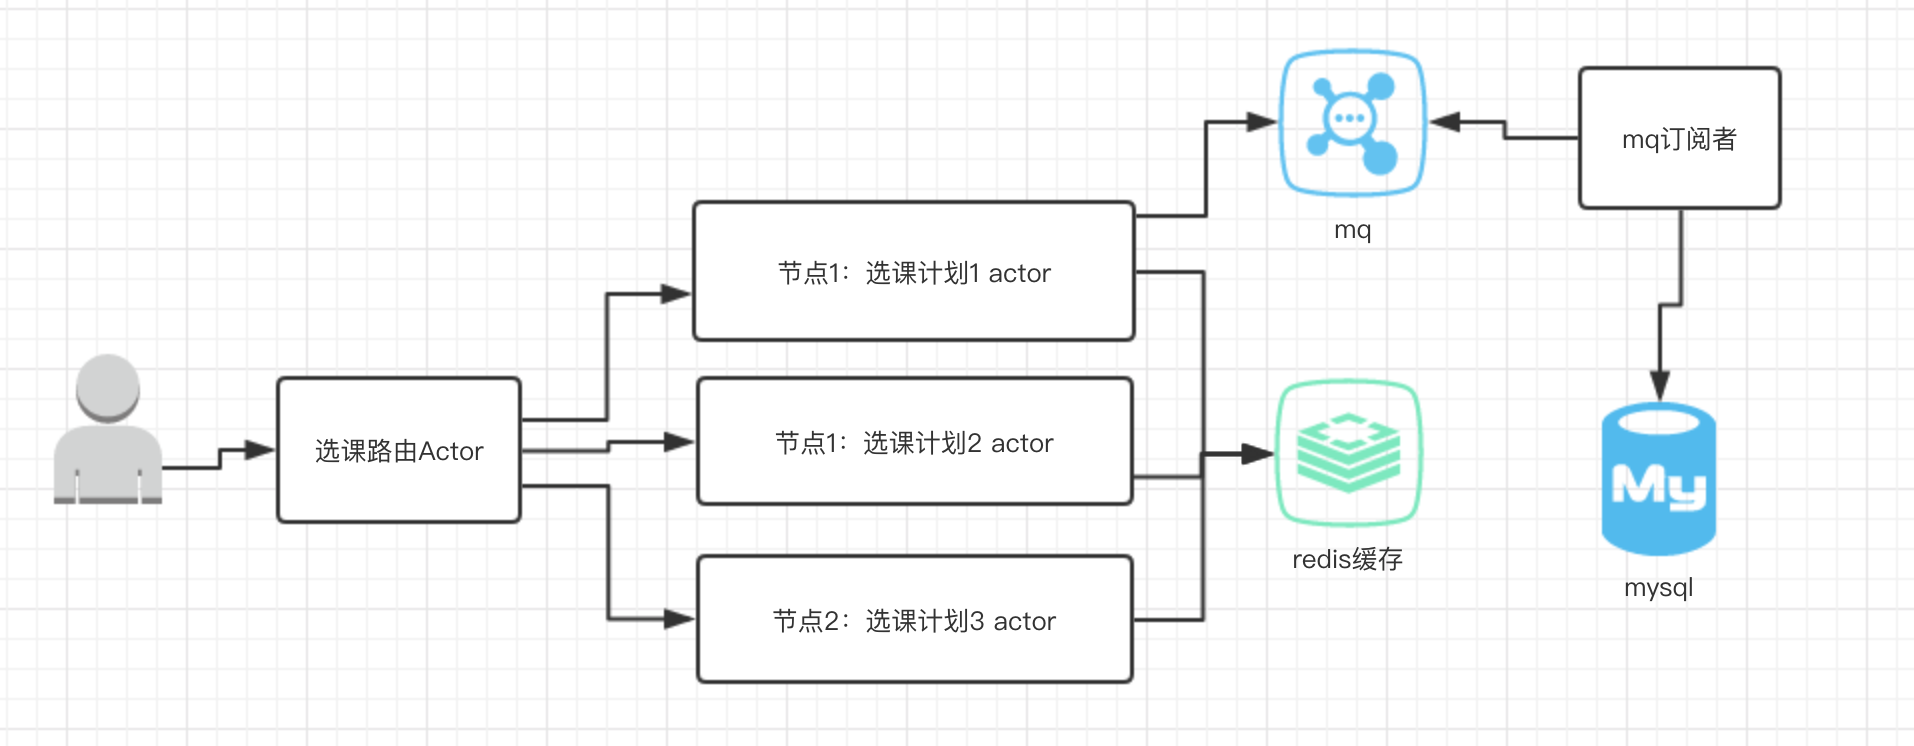 mq订阅者
mq
节点1：选课计划1 actor
选课路由Actor
节点1：选课计划2 actor
My
redis缓存
mysql
节点2：选课计划3 actor